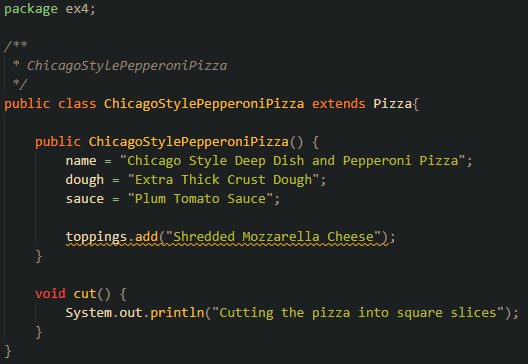 package ex4;

/**
 * ChicagoStylePepperoniPizza
 */
public class ChicagoStylePepperoniPizza extends Pizza{

    public ChicagoStylePepperoniPizza() {
        name = "Chicago Style Deep Dish and Pepperoni Pizza";
        dough = "Extra Thick Crust Dough";
        sauce = "Plum Tomato Sauce";

        toppings.add("Shredded Mozzarella Cheese");
    }

    void cut() {
        System.out.println("Cutting the pizza into square slices");
    }
}